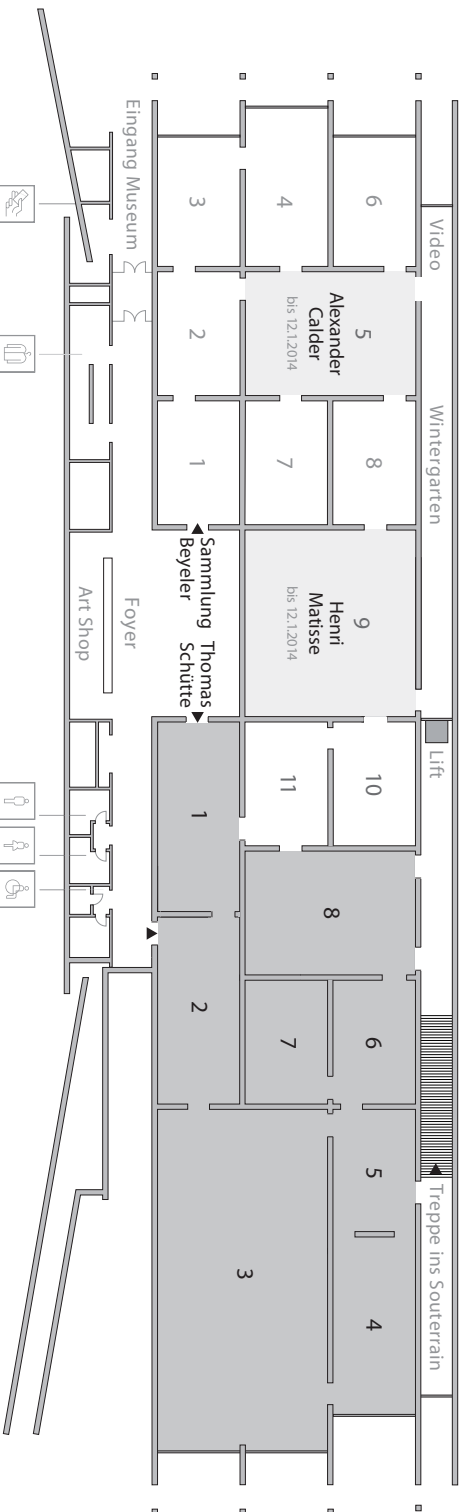 Video
Wintergarten
Lift
Treppe ins Souterrain
6
5
Alexander
Calder
bis 12.1.2014
8
9
Henri
Matisse
bis 12.1.2014
10
8
6
5
4
4
7
11
7
3
3
2
1
Sammlung
Beyeler
Thomas
Schütte
1
2
Eingang Museum
Foyer
Art Shop